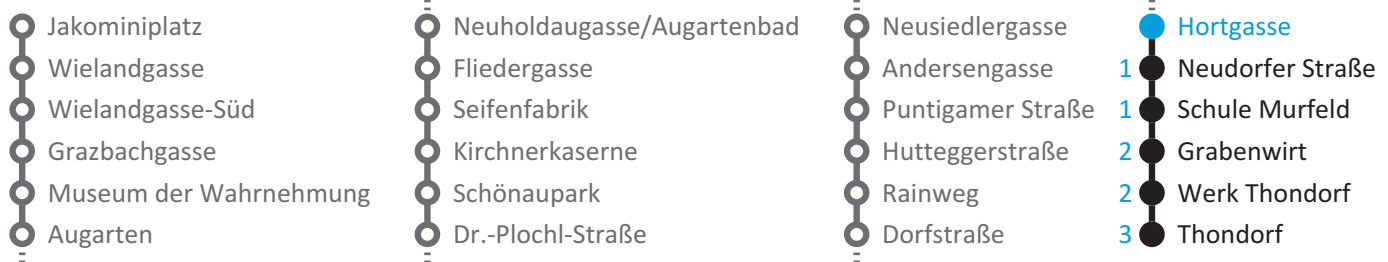 Jakominiplatz
Wielandgasse
Wielandgasse-Süd
Grazbachgasse
Museum der Wahrnehmung
Augarten
Neuholdaugasse/Augartenbad
Fliedergasse
Seifenfabrik
Kirchnerkaserne
Schönaupark
Dr.-Plochl-Straße
Neusiedlergasse
Andersengasse
Puntigamer Straße
Hutteggerstraße
Rainweg
Dorfstraße
Hortgasse
1 Neudorfer Straße
1 Schule Murfeld
2 Grabenwirt
2 Werk Thondorf
3 Thondorf